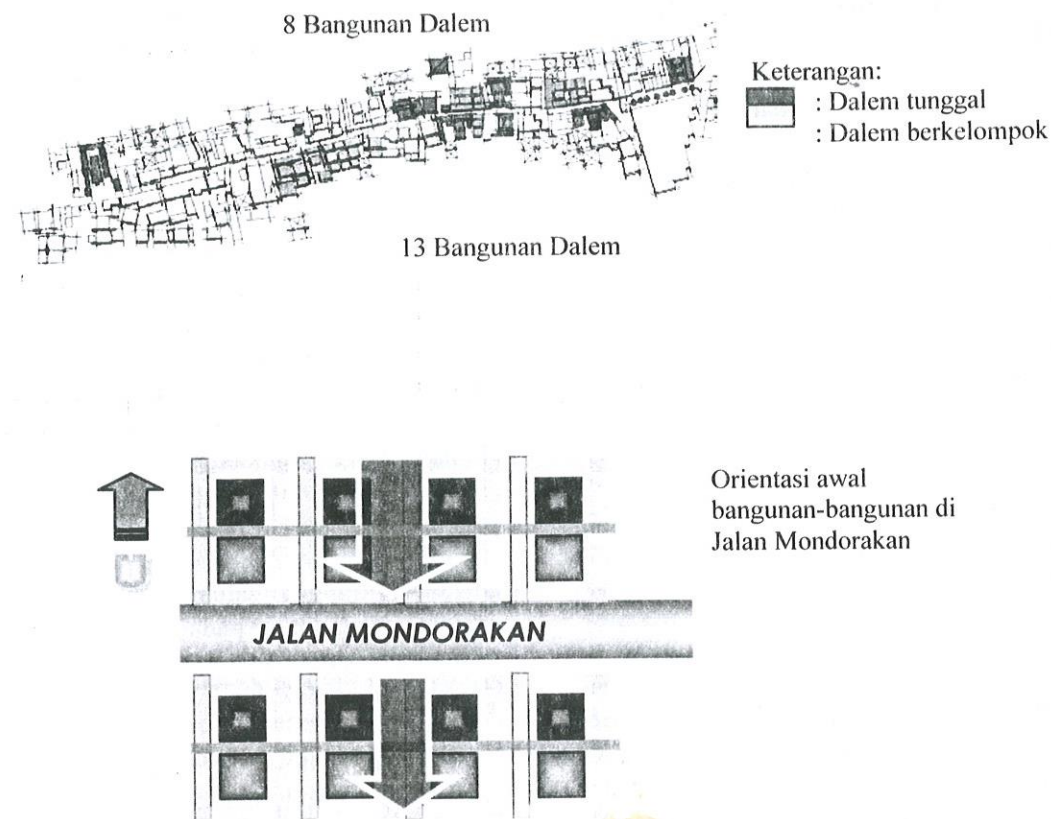 8 Bangunan Dalem
Keterangan:
: Dalem tunggal
: Dalem berkelompok
13 Bangunan Dalem
Orientasi awal
bangunan-bangunan di
Jalan Mondorakan
U
JALAN MONDORAKAN